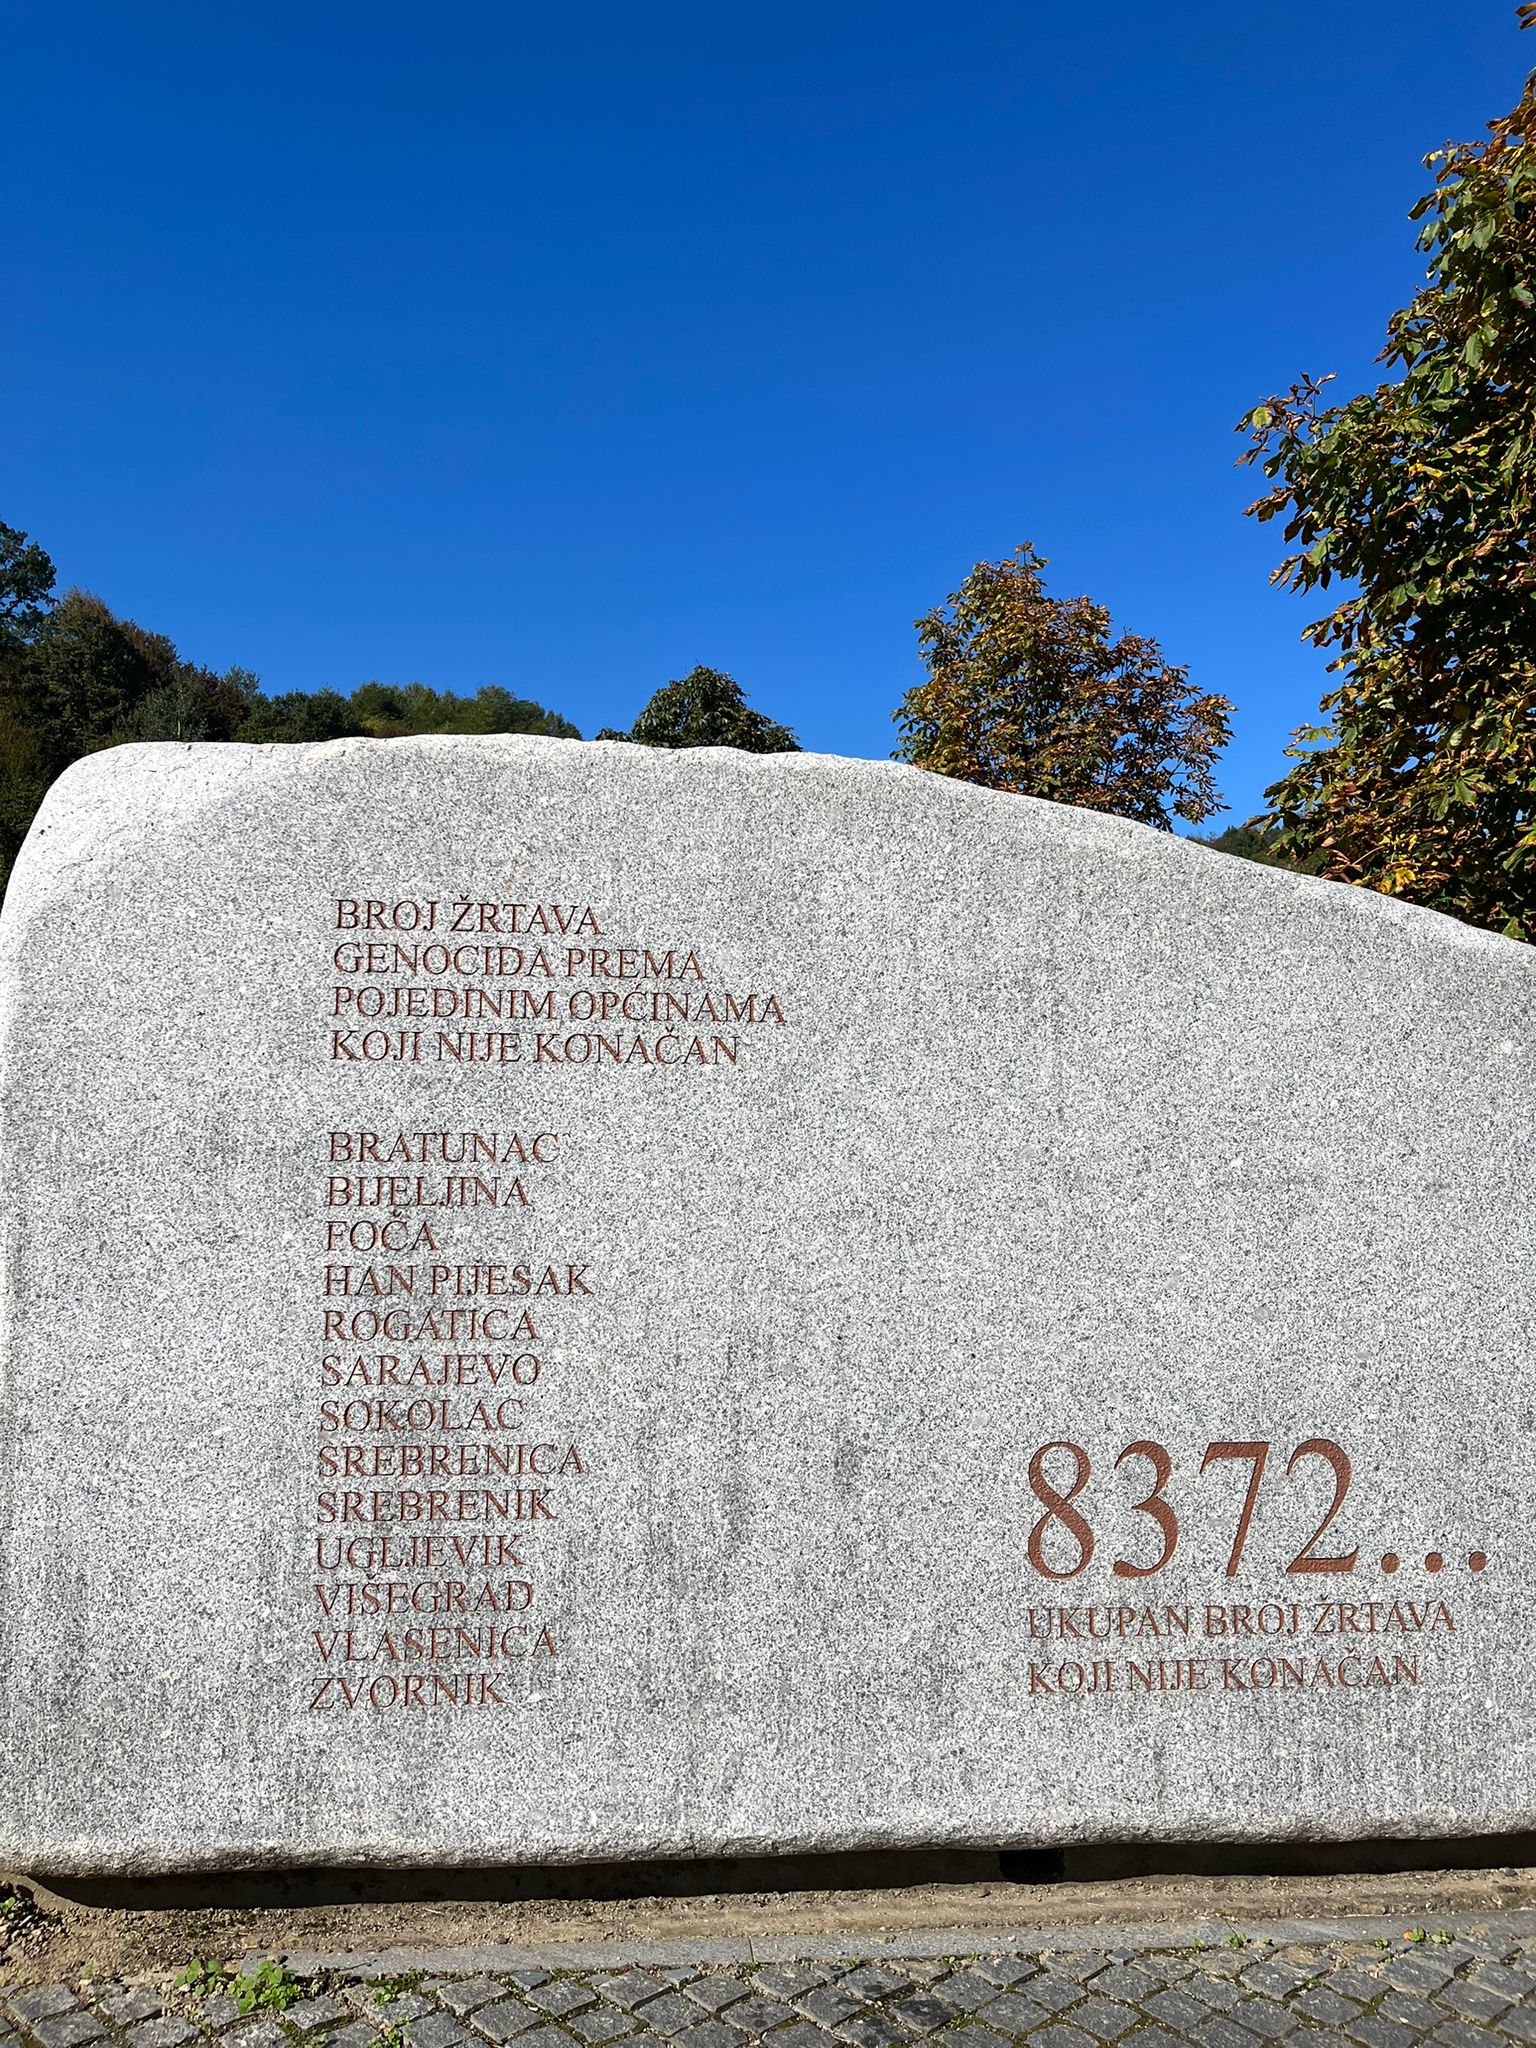 BROJ ŽRTAVA
GENOCIDA PREMA
POJEDINIM OPĆINAMA
KOJI NIJE KONAČAN
BRATUNAC
BIJELJINA
FOČA
HAN PIJESAK
ROGATICA
SARAJEVO
SOKOLAC
SREBRENICA
SREBRENIK
UGLJEVIK
VIŠEGRAD
VLASENICA
ZVORNIK
8372...
UKUPAN BROJ ŽRTAVA
KOJI NIJE KONAČAN